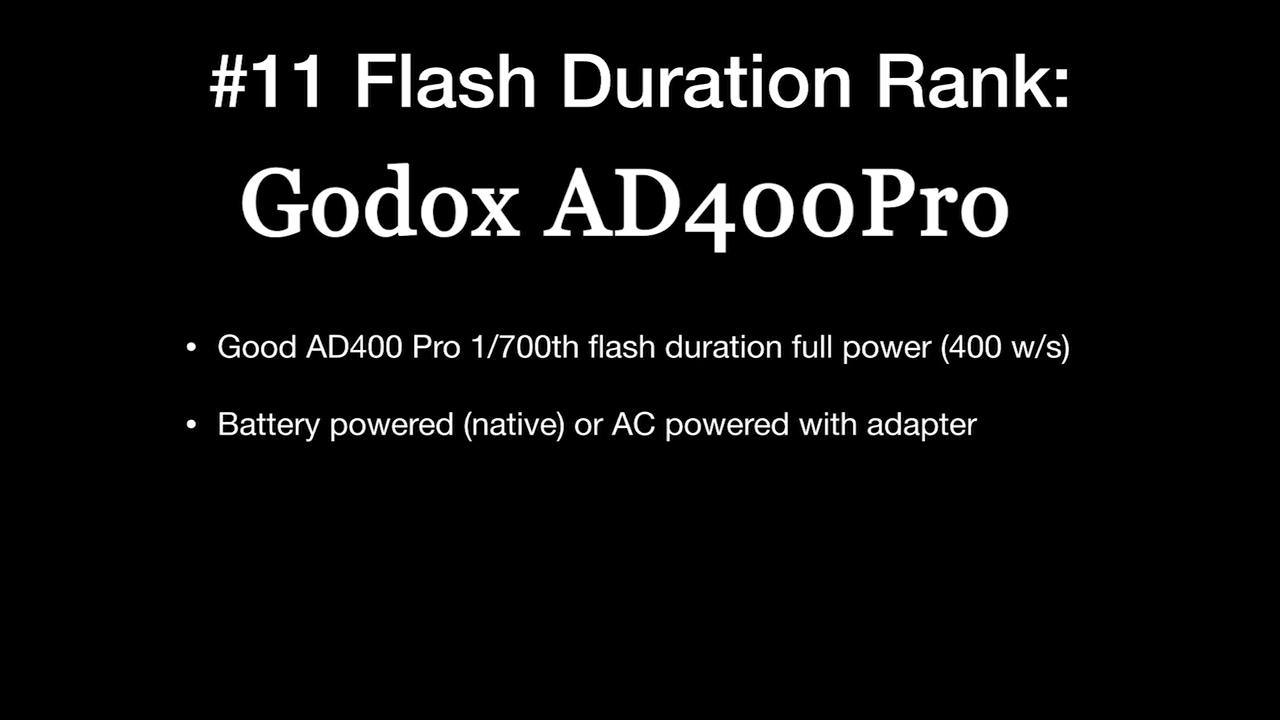 #11 Flash Duration Rank:
Godox AD400Pro
• Good AD400 Pro 1/700th flash duration full power (400 w/s)
• Battery powered (native) or AC powered with adapter